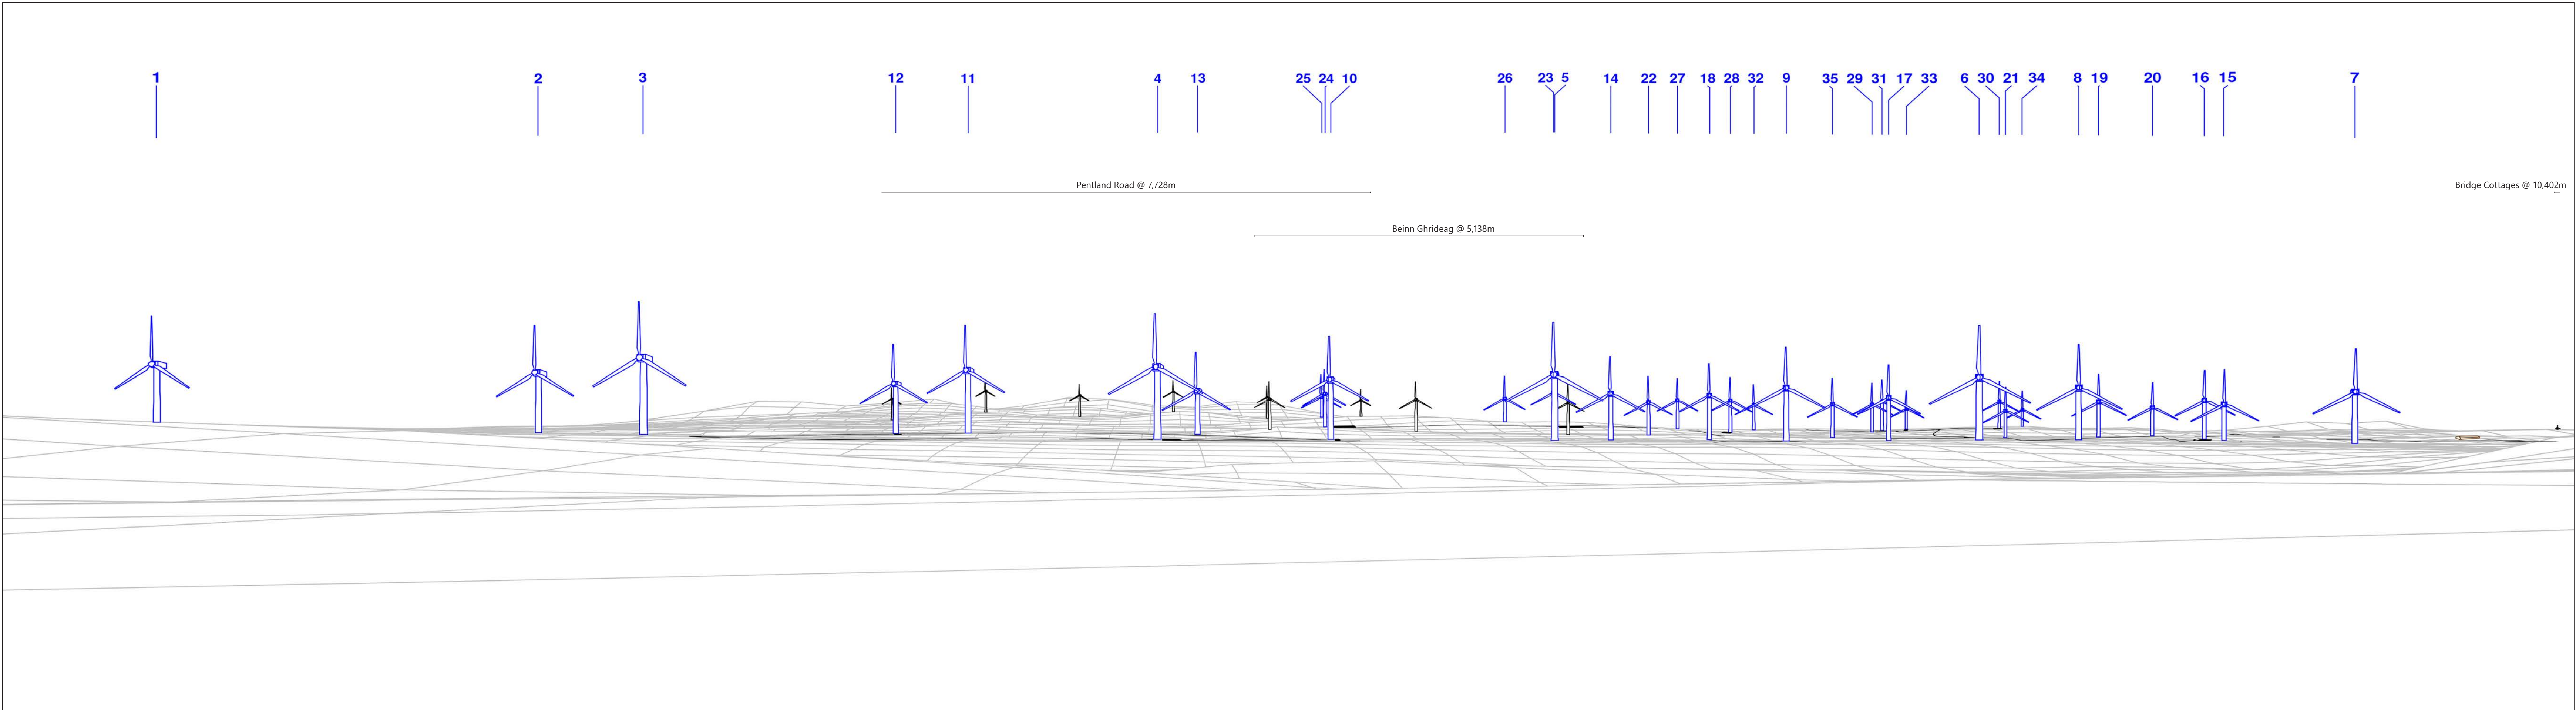 1 2 3 12 11 4 13 25 24 10 26 23 5 14 22 27 18 28 32 9 35 29 31 17 33 6 30 21 34 8 19 20 16 15 7
Pentland Road @ 7,728m Bridge Cottages @ 10,402m
Beinn Ghrideag @ 5,138m